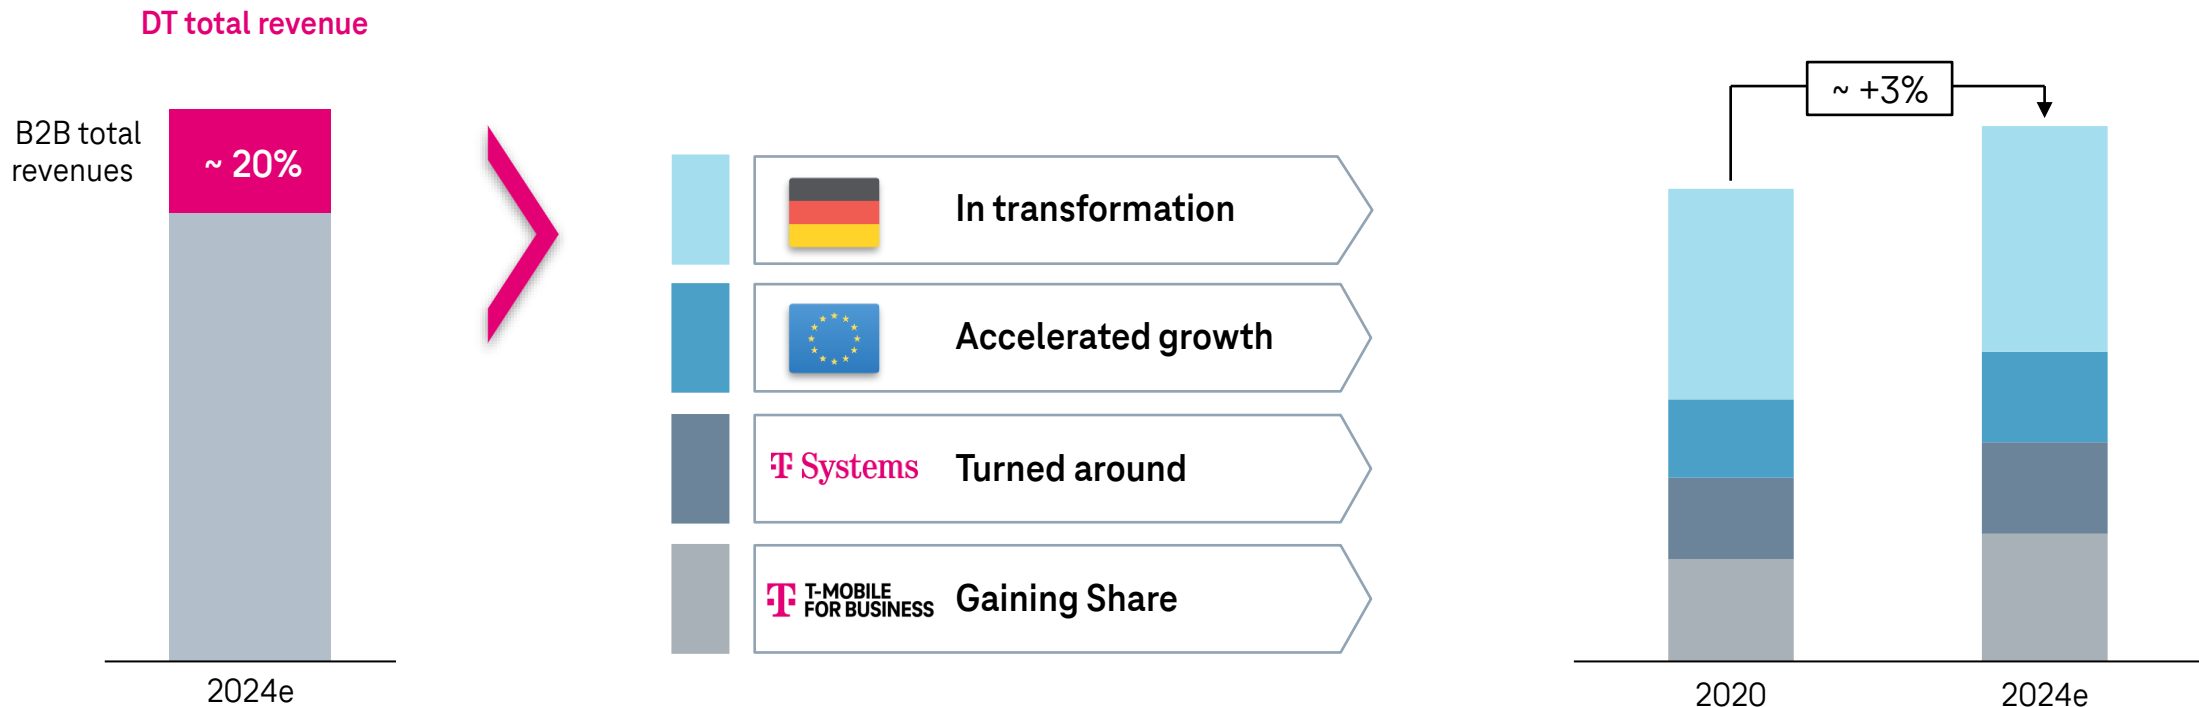 DT total revenue
B2B total
revenues
~ 20%
2024e
In transformation
Accelerated growth
T Systems
Turned around
T T-MOBILE
FOR BUSINESS
Gaining Share
~ +3%
2020
2024e